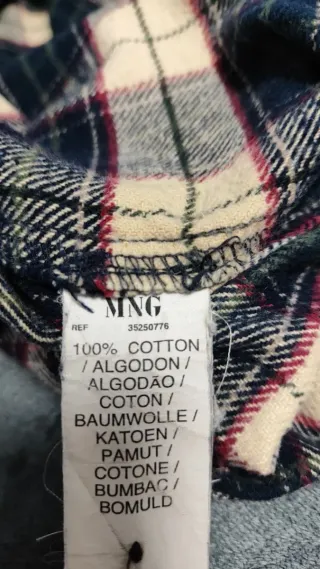 MNG
REF 35250776
100% COTTON
/ ALGODON /
ALGODÃO /
COTON /
BAUMWOLLE /
KATOEN /
PAMUT /
COTONE /
BUMBAC /
BOMULD